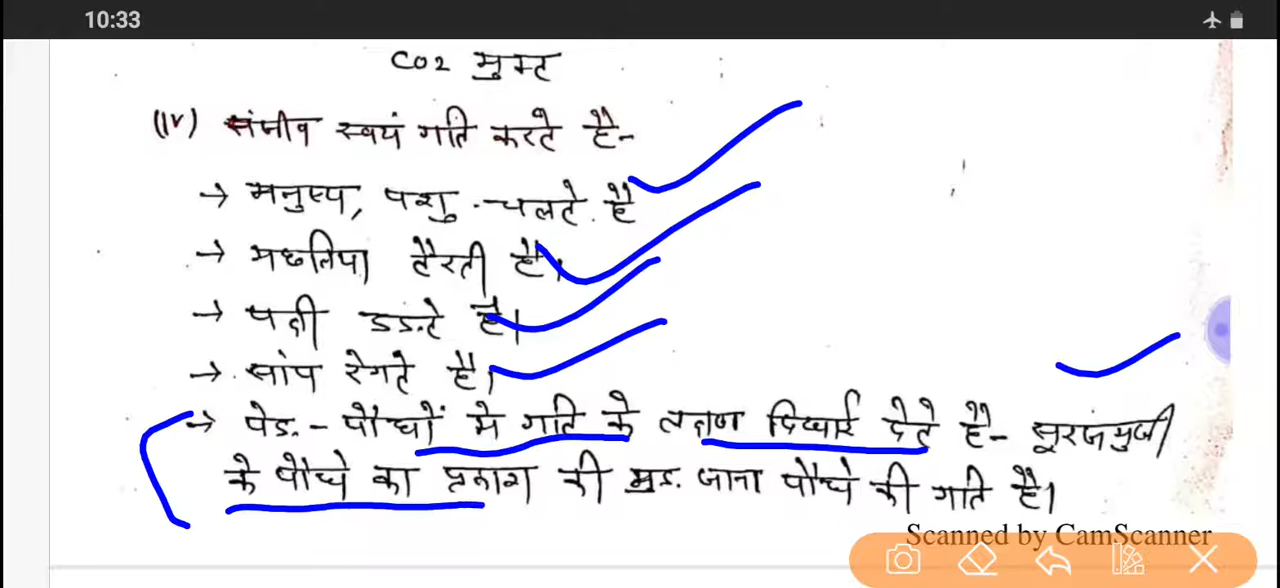 10:33
CO2 मुक्त
(iv) संजीव स्वयं गति करते है-
→ मनुष्य, पशु चलते है
→ मछलिया तैरती है।
→ पक्षी उड़ते है।
→ सांप रेगते है।
→ पेड़-पौधों मे गति के लक्षण दिखाई देते है- सूरजमुखी
के पौधे का प्रकाश की मुड़ जाना पौधे की गति है।
Scanned by CamScanner